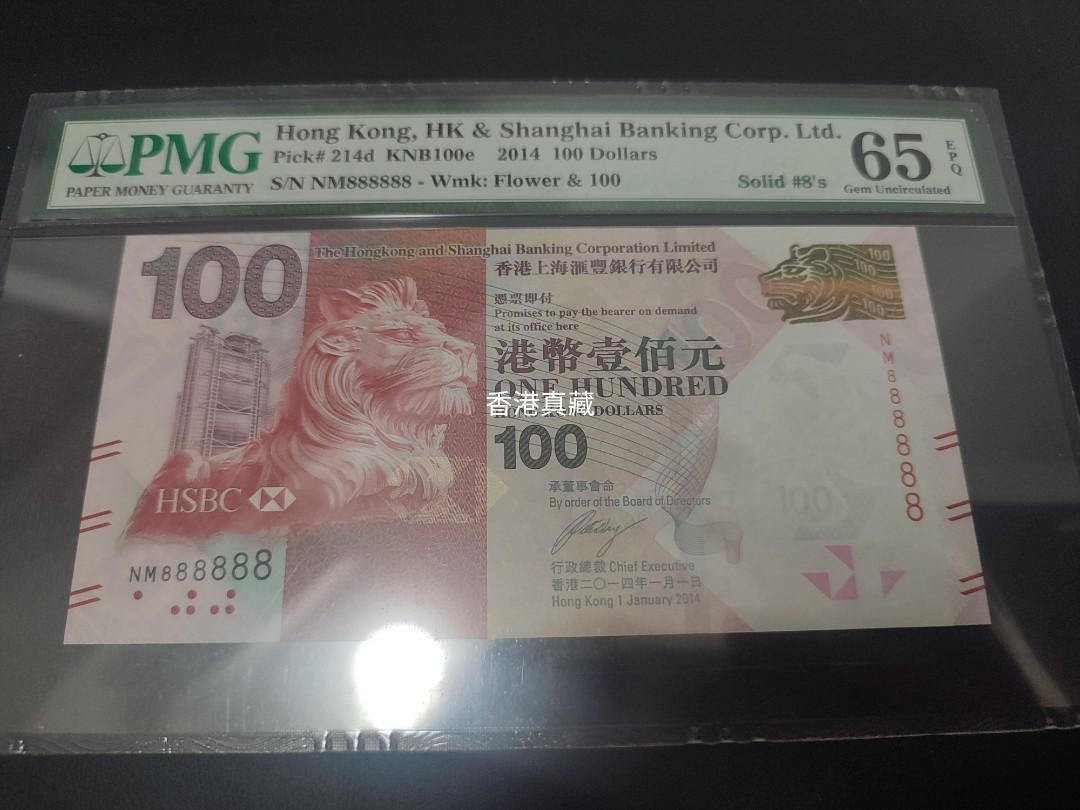 PMG
PAPER MONEY GUARANTY
Hong Kong, HK & Shanghai Banking Corp. Ltd.
Pick# 214d KNB100e 2014 100 Dollars
S/N NM888888 - Wmk: Flower & 100
Solid #8's
65
EPQ
Gem Uncirculated
100
The Hongkong and Shanghai Banking Corporation Limited
香港上海滙豐銀行有限公司
憑票即付
Promises to pay the bearer on demand
at its office here
港幣壹佰元
ONE HUNDRED
DOLLARS
香港真藏
100
承董事會命
By order of the Board of Directors
行政總裁 Chief Executive
香港二〇一四年一月一日
Hong Kong 1 January 2014
HSBC
NM888888
100
100
100
100
NM888888
100